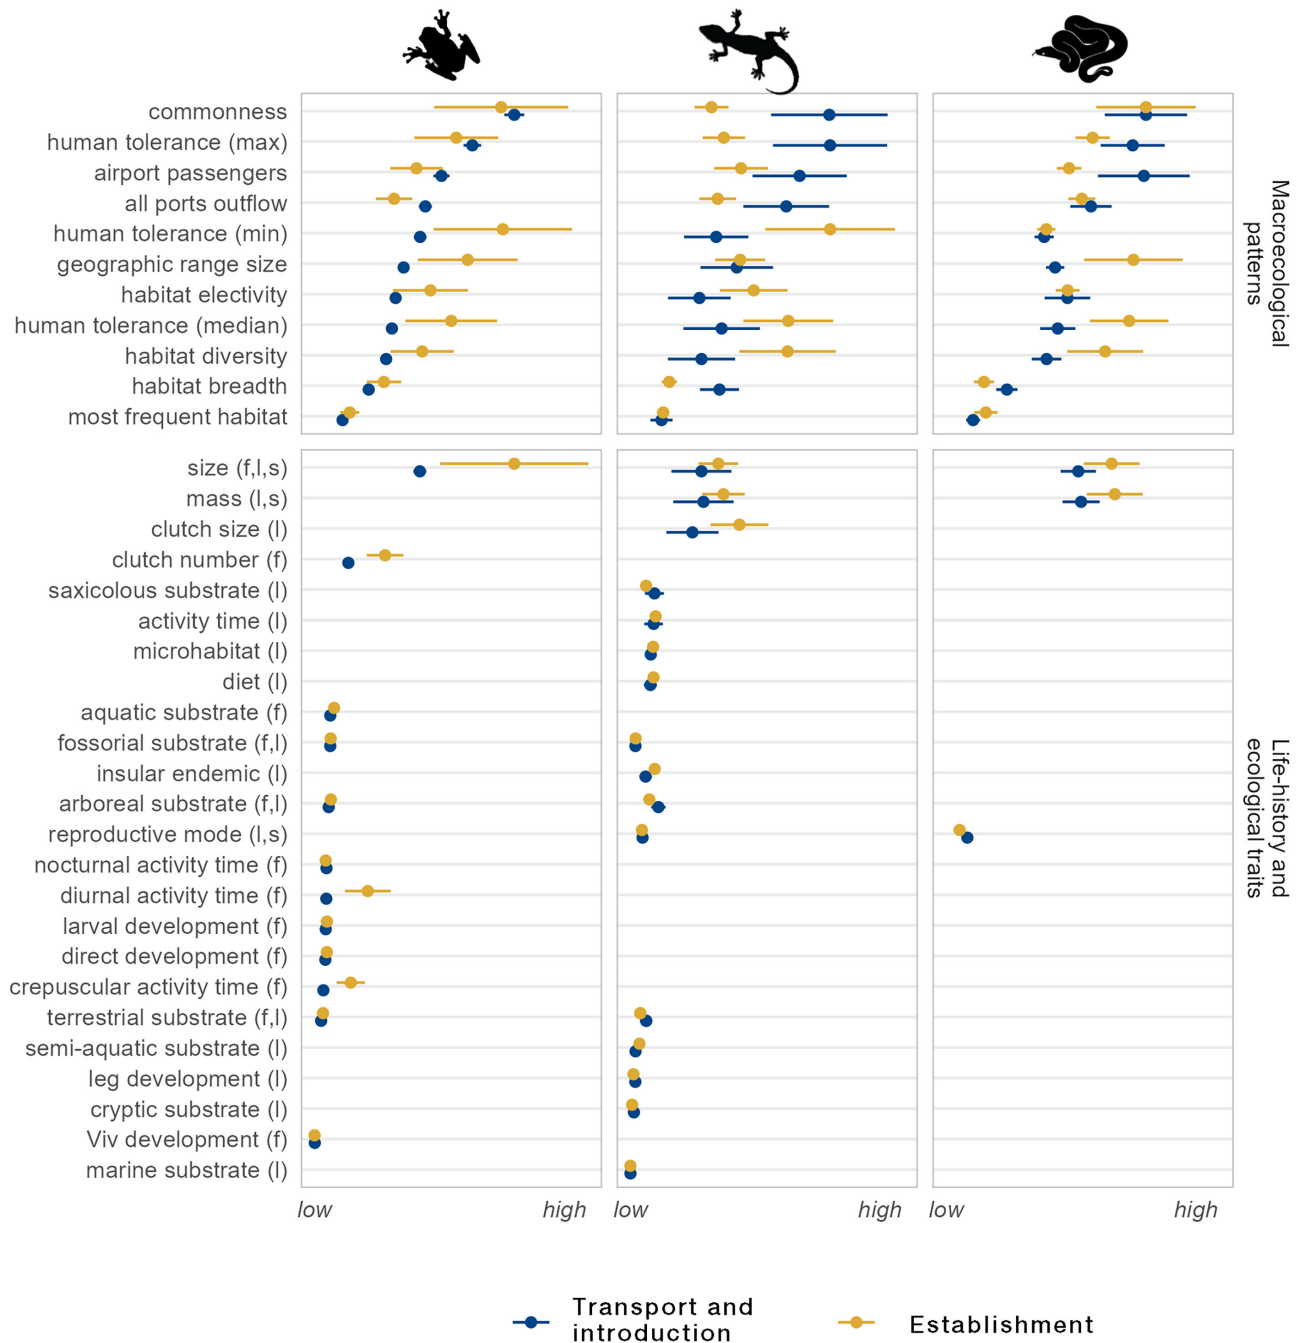 commonness
human tolerance (max)
airport passengers
all ports outflow
human tolerance (min)
geographic range size
habitat electivity
human tolerance (median)
habitat diversity
habitat breadth
most frequent habitat
Macroecological
patterns
size (f,l,s)
mass (l,s)
clutch size (l)
clutch number (f)
saxicolous substrate (l)
activity time (l)
microhabitat (l)
diet (l)
aquatic substrate (f)
fossorial substrate (f,l)
insular endemic (l)
arboreal substrate (f,l)
reproductive mode (l,s)
nocturnal activity time (f)
diurnal activity time (f)
larval development (f)
direct development (f)
crepuscular activity time (f)
terrestrial substrate (f,l)
semi-aquatic substrate (l)
leg development (l)
cryptic substrate (l)
Viv development (f)
marine substrate (l)
Life-history and
ecological traits
low high low high low high
Transport and
introduction
Establishment